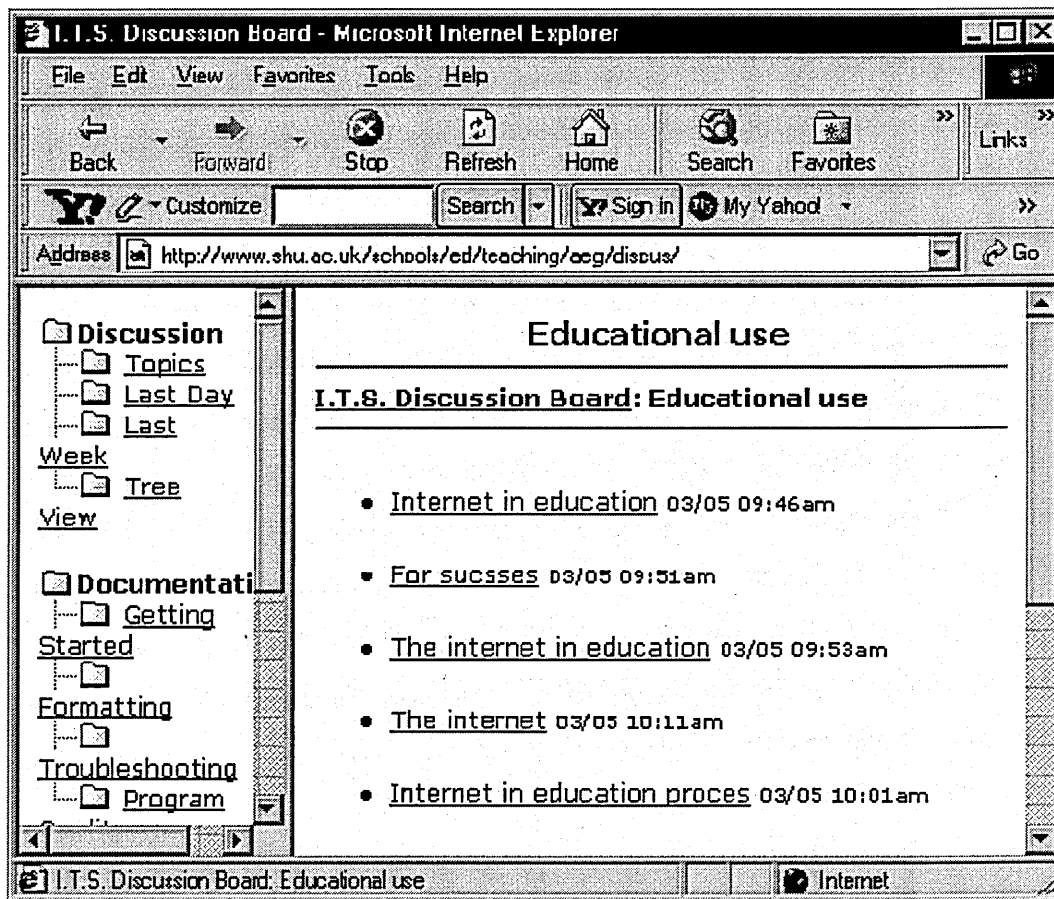 I.T.S. Discussion Board - Microsoft Internet Explorer
File Edit View Favorites Tools Help
Back Forward Stop Refresh Home Search Favorites Links
Y! Customize Search Y! Sign in My Yahoo!
Address http://www.shu.ac.uk/schools/ed/teaching/aeg/discus/ Go
Discussion
Topics
Last Day
Last
Week
Tree
View
Documentati
Getting
Started
Formatting
Troubleshooting
Program
Educational use
I.T.S. Discussion Board: Educational use
Internet in education 03/05 09:46am
For sucsses 03/05 09:51am
The internet in education 03/05 09:53am
The internet 03/05 10:11am
Internet in education proces 03/05 10:01am
I.T.S. Discussion Board: Educational use Internet